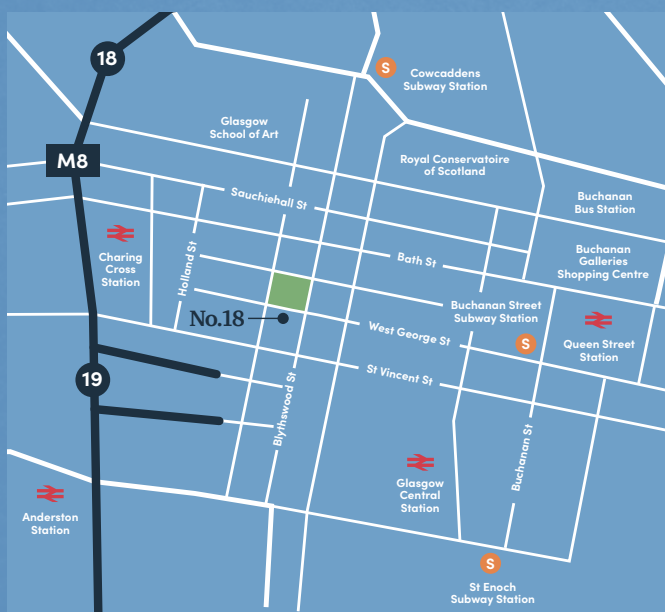 18
S
Cowcaddens
Subway Station
Glasgow
School of Art
M8
Royal Conservatoire
of Scotland
Sauchiehall St
Buchanan
Bus Station
Charing
Cross
Station
Holland St
Bath St
Buchanan
Galleries
Shopping Centre
No.18
Buchanan Street
Subway Station
S
West George St
Queen Street
Station
St Vincent St
19
Blythswood St
Buchanan St
Glasgow
Central
Station
Anderston
Station
S
St Enoch
Subway Station